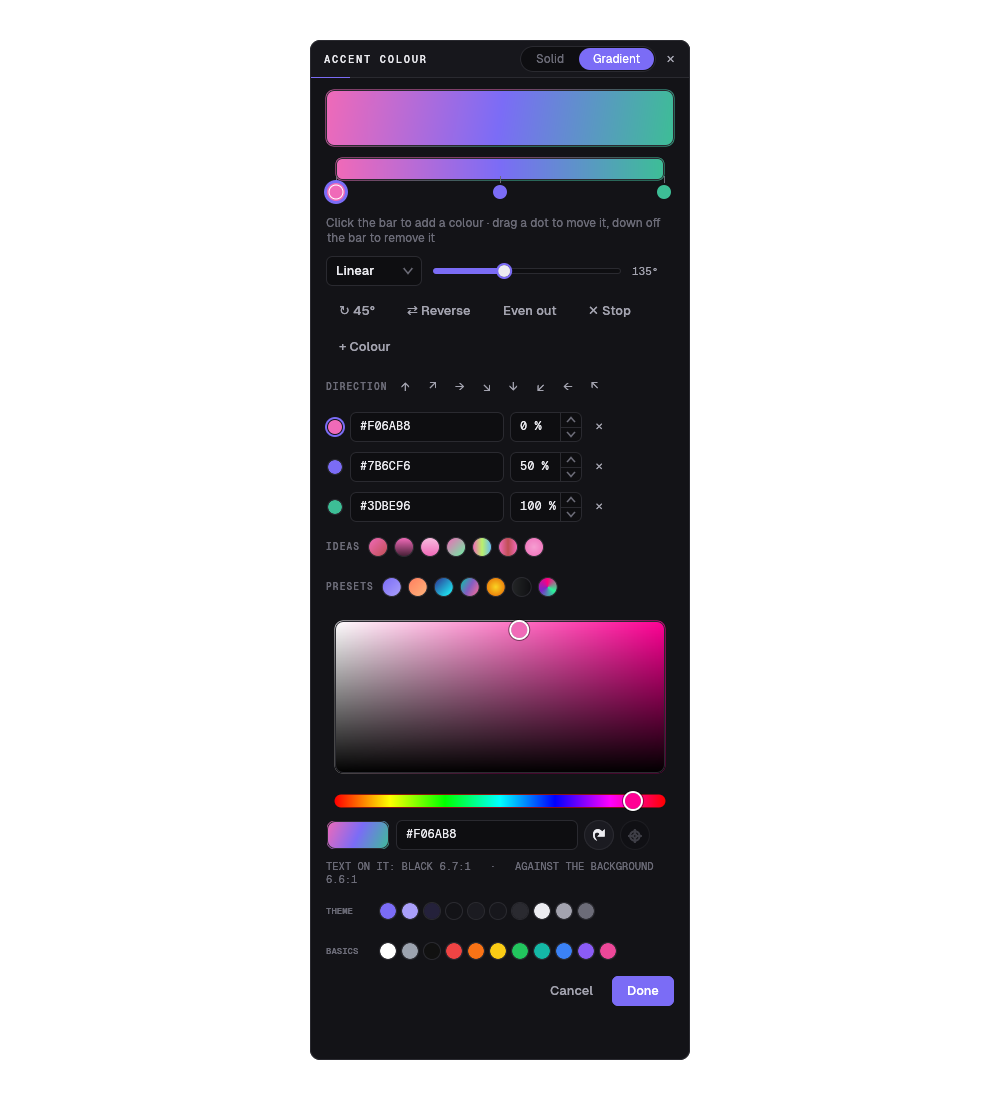 ACCENT COLOUR Solid Gradient ×
Click the bar to add a colour · drag a dot to move it, down off
the bar to remove it
Linear 135°
↻ 45° ⇄ Reverse Even out ✕ Stop
+ Colour
DIRECTION ↑ ↗ → ↘ ↓ ↙ ← ↖
#F06AB8 0 % ×
#7B6CF6 50 % ×
#3DBE96 100 % ×
IDEAS
PRESETS
#F06AB8
TEXT ON IT: BLACK 6.7:1 · AGAINST THE BACKGROUND
6.6:1
THEME
BASICS
Cancel Done